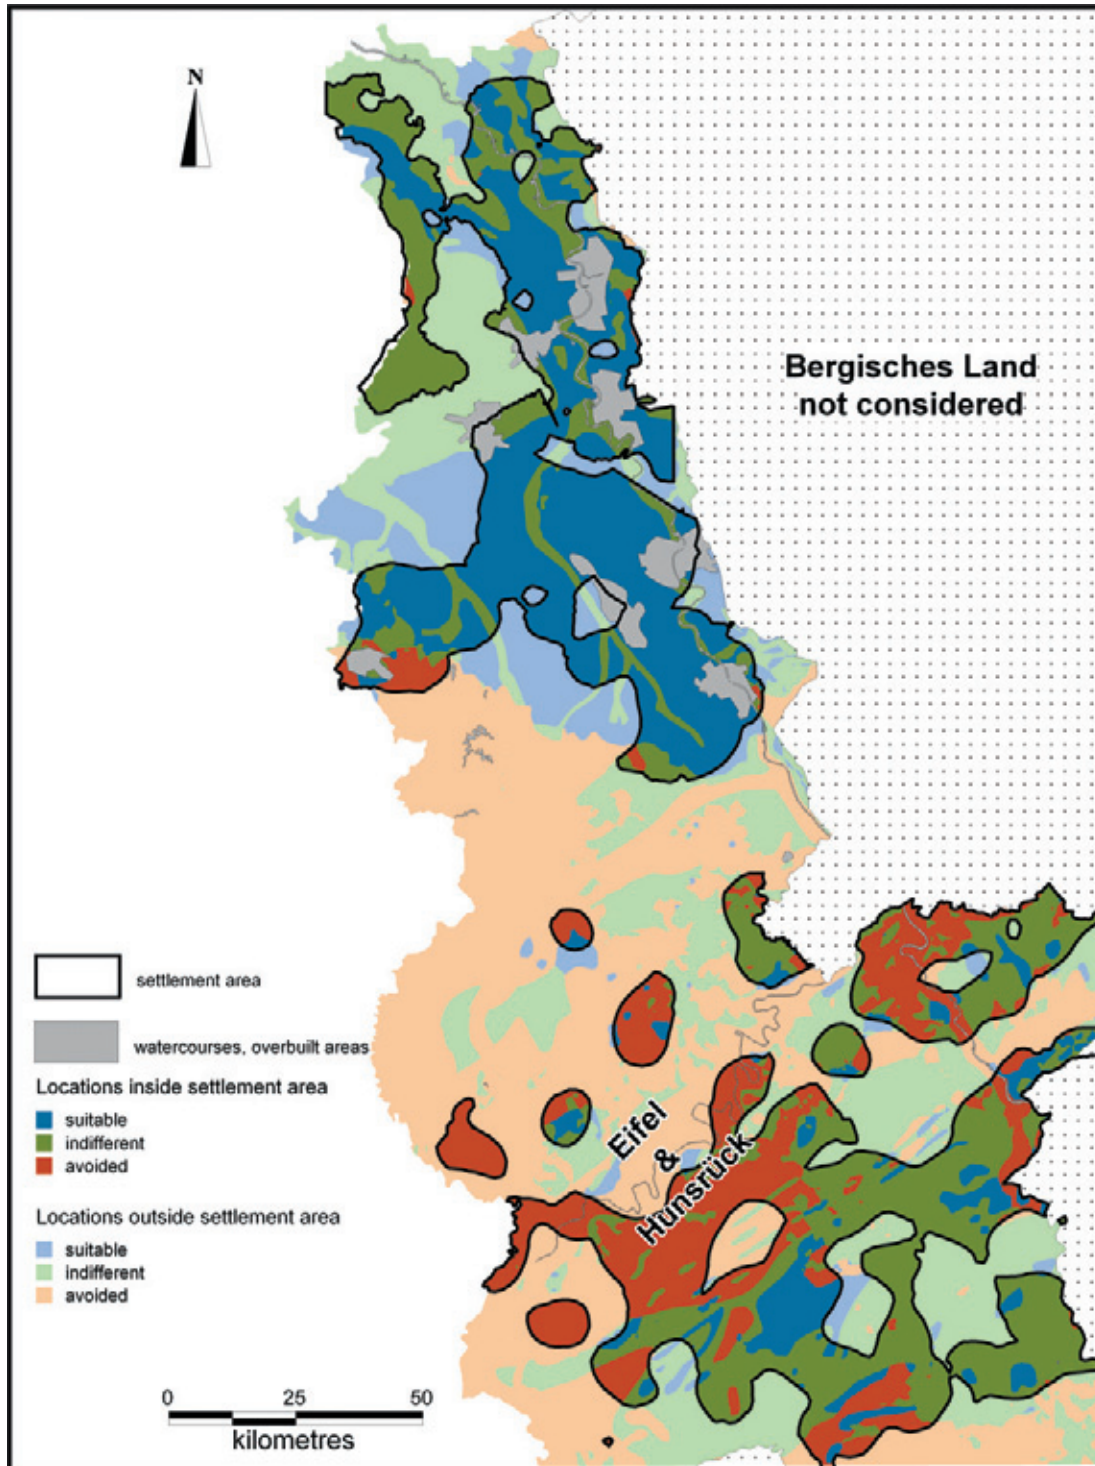 N
Bergisches Land
not considered
settlement area
watercourses, overbuilt areas
Locations inside settlement area
suitable
indifferent
avoided
Locations outside settlement area
suitable
indifferent
avoided
Eifel
&
Hunsrück
0 25 50
kilometres